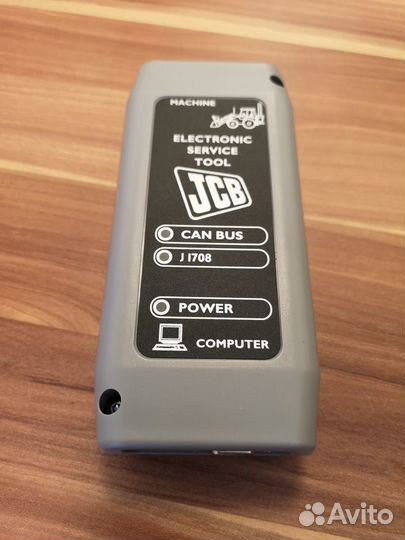 MACHINE
ELECTRONIC
SERVICE
TOOL
JCB
CAN BUS
J 1708
POWER
COMPUTER
Avito